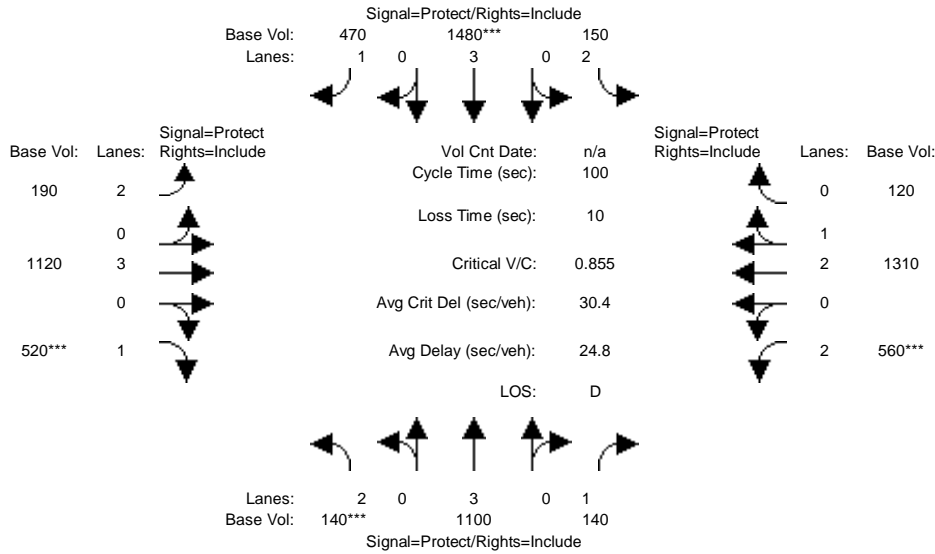 Signal=Protect/Rights=Include
Base Vol: 470 1480*** 150
Lanes: 1 0 3 0 2
Signal=Protect Signal=Protect
Base Vol: Lanes: Rights=Include Vol Cnt Date: n/a Rights=Include Lanes: Base Vol:
Cycle Time (sec): 100
190 2 0 120
Loss Time (sec): 10
0 1
1120 3 Critical V/C: 0.855 2 1310
0 Avg Crit Del (sec/veh): 30.4 0
520*** 1 Avg Delay (sec/veh): 24.8 2 560***
LOS: D
Lanes: 2 0 3 0 1
Base Vol: 140*** 1100 140
Signal=Protect/Rights=Include